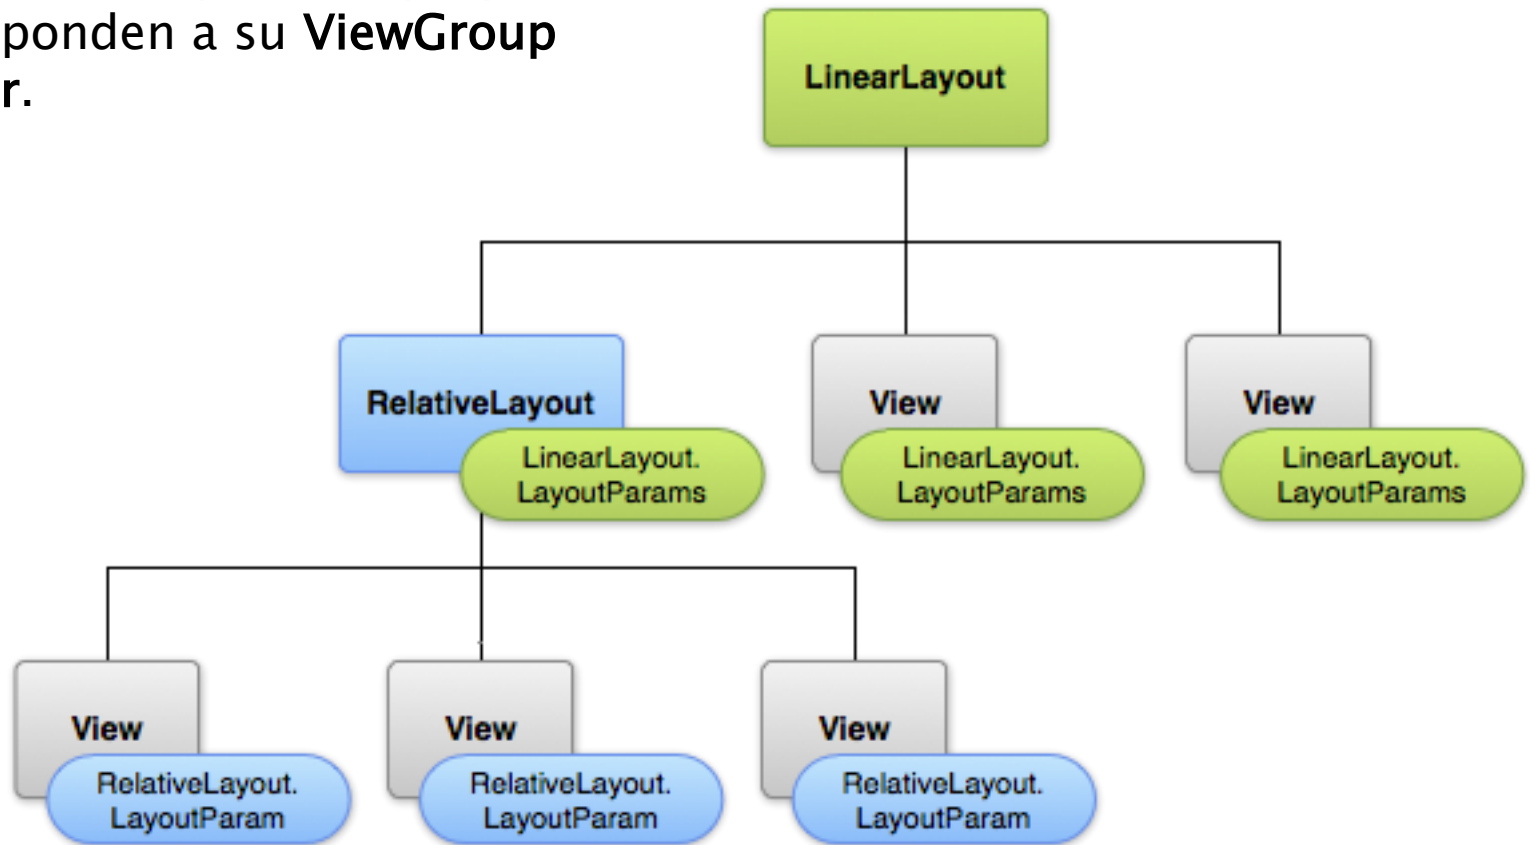 ponden a su ViewGroup
r.
LinearLayout
RelativeLayout
LinearLayout.
LayoutParams
View
LinearLayout.
LayoutParams
View
LinearLayout.
LayoutParams
View
RelativeLayout.
LayoutParam
View
RelativeLayout.
LayoutParam
View
RelativeLayout.
LayoutParam